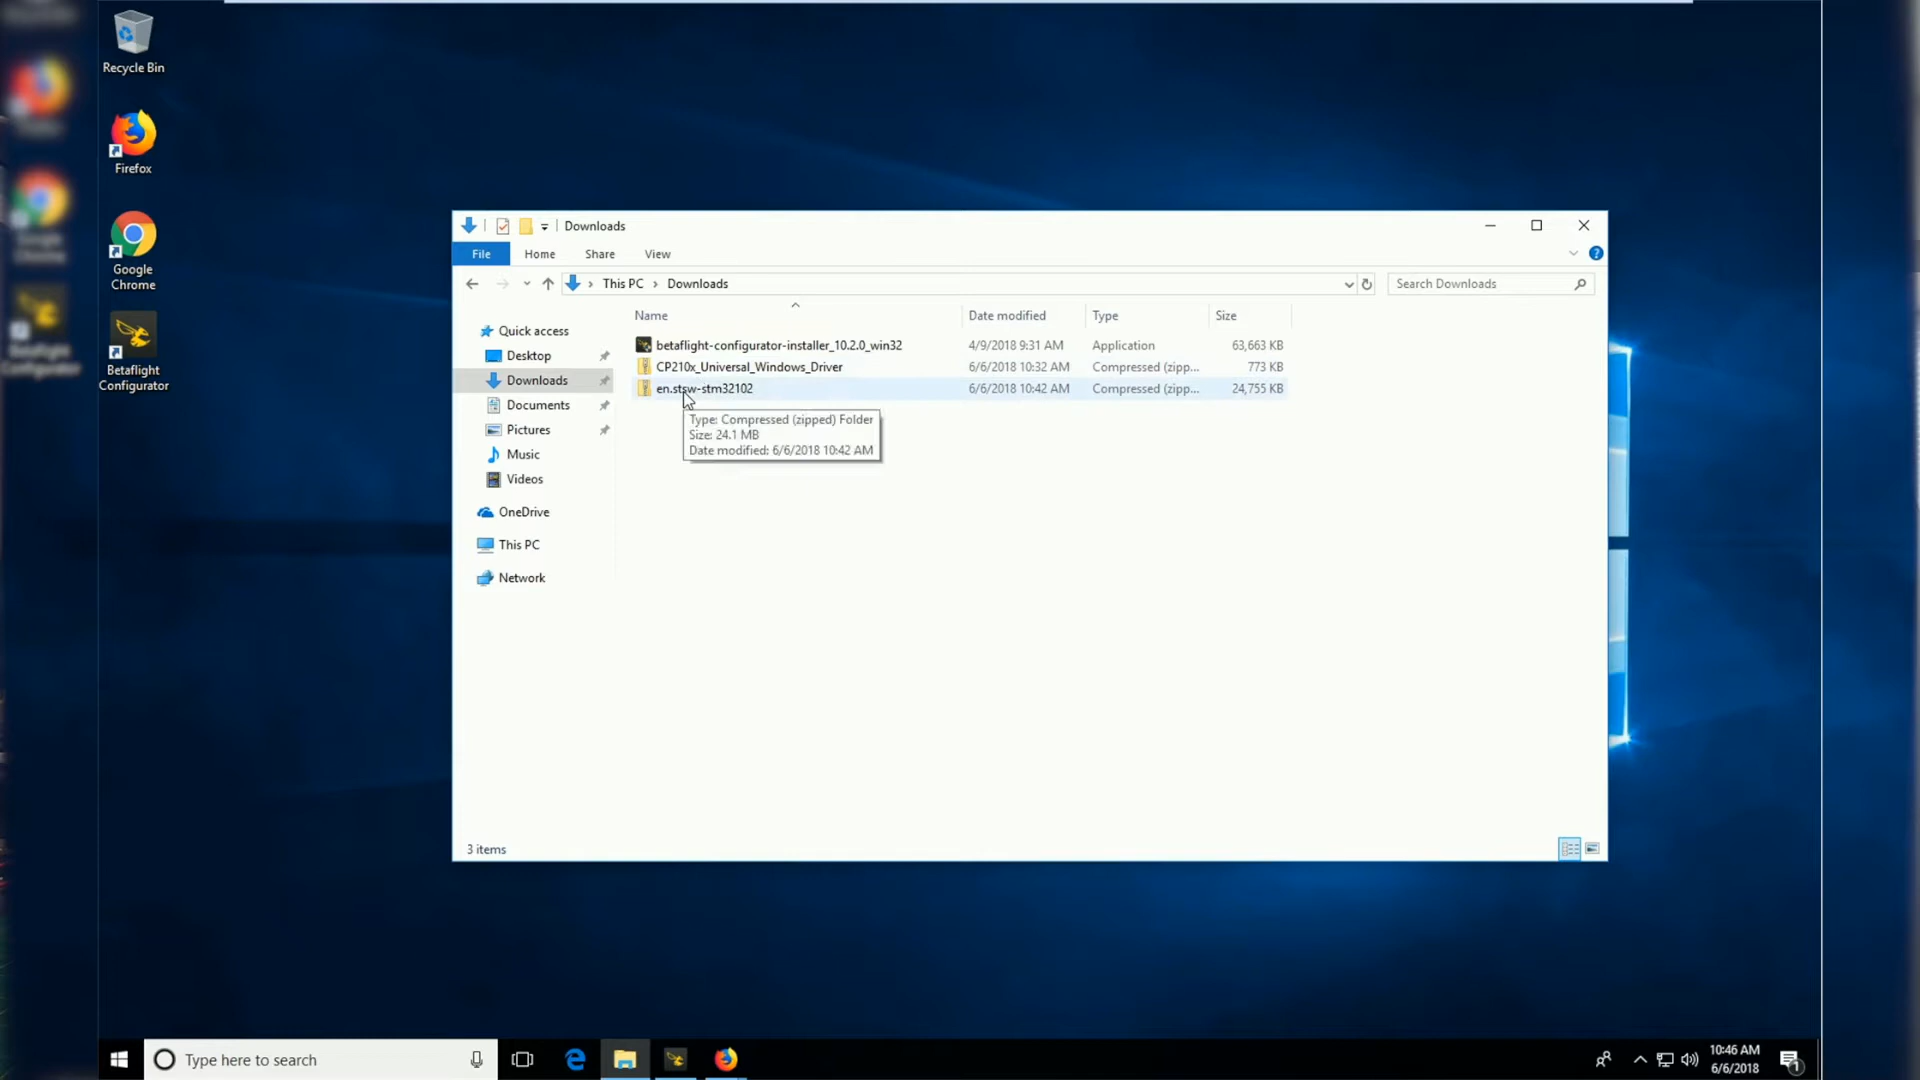 Recycle Bin
Firefox
Google
Chrome
Betaflight
Configurator
Downloads
File Home Share View
This PC Downloads
Search Downloads
Name Date modified Type Size
Quick access
Desktop
Downloads
Documents
Pictures
Music
Videos
OneDrive
This PC
Network
betaflight-configurator-installer_10.2.0_win32 4/9/2018 9:31 AM Application 63,663 KB
CP210x_Universal_Windows_Driver 6/6/2018 10:32 AM Compressed (zipp... 773 KB
en.stsw-stm32102 6/6/2018 10:42 AM Compressed (zipp... 24,755 KB
Type: Compressed (zipped) Folder
Size: 24.1 MB
Date modified: 6/6/2018 10:42 AM
3 items
Type here to search
10:46 AM
6/6/2018
1